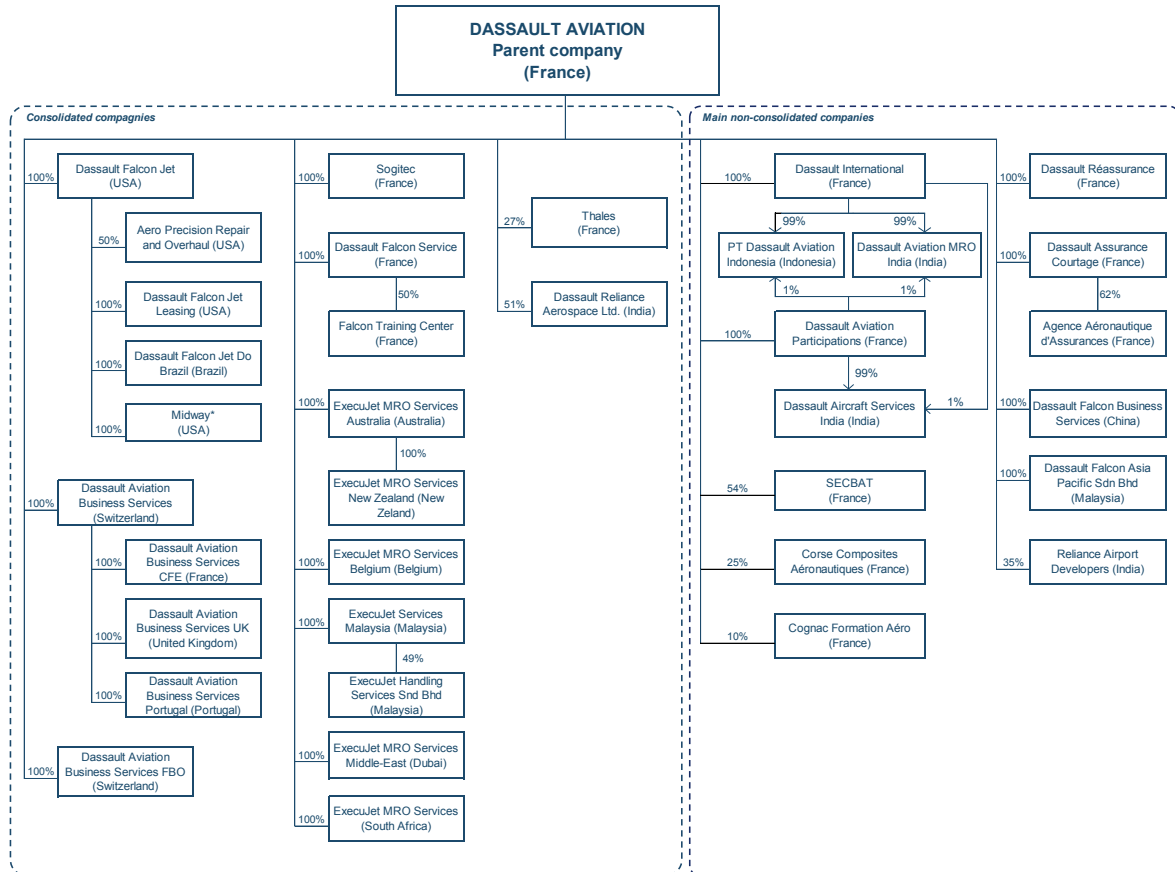 DASSAULT AVIATION
Parent company
(France)
Consolidated compagnies
100%
Dassault Falcon Jet
(USA)
50%
Aero Precision Repair
and Overhaul (USA)
100%
Dassault Falcon Jet
Leasing (USA)
100%
Dassault Falcon Jet Do
Brazil (Brazil)
100%
Midway*
(USA)
100%
Dassault Aviation
Business Services
(Switzerland)
100%
Dassault Aviation
Business Services
CFE (France)
100%
Dassault Aviation
Business Services UK
(United Kingdom)
100%
Dassault Aviation
Business Services
Portugal (Portugal)
100%
Dassault Aviation
Business Services FBO
(Switzerland)
100%
Sogitec
(France)
100%
Dassault Falcon Service
(France)
50%
Falcon Training Center
(France)
100%
ExecuJet MRO Services
Australia (Australia)
100%
ExecuJet MRO Services
New Zealand (New
Zeland)
100%
ExecuJet MRO Services
Belgium (Belgium)
100%
ExecuJet Services
Malaysia (Malaysia)
49%
ExecuJet Handling
Services Snd Bhd
(Malaysia)
100%
ExecuJet MRO Services
Middle-East (Dubai)
100%
ExecuJet MRO Services
(South Africa)
27%
Thales
(France)
51%
Dassault Reliance
Aerospace Ltd. (India)
Main non-consolidated companies
100%
Dassault International
(France)
99%
99%
PT Dassault Aviation
Indonesia (Indonesia)
Dassault Aviation MRO
India (India)
1%
1%
100%
Dassault Aviation
Participations (France)
99%
Dassault Aircraft Services
India (India)
1%
54%
SECBAT
(France)
25%
Corse Composites
Aéronautiques (France)
10%
Cognac Formation Aéro
(France)
100%
Dassault Réassurance
(France)
100%
Dassault Assurance
Courtage (France)
62%
Agence Aéronautique
d'Assurances (France)
100%
Dassault Falcon Business
Services (China)
100%
Dassault Falcon Asia
Pacific Sdn Bhd
(Malaysia)
35%
Reliance Airport
Developers (India)